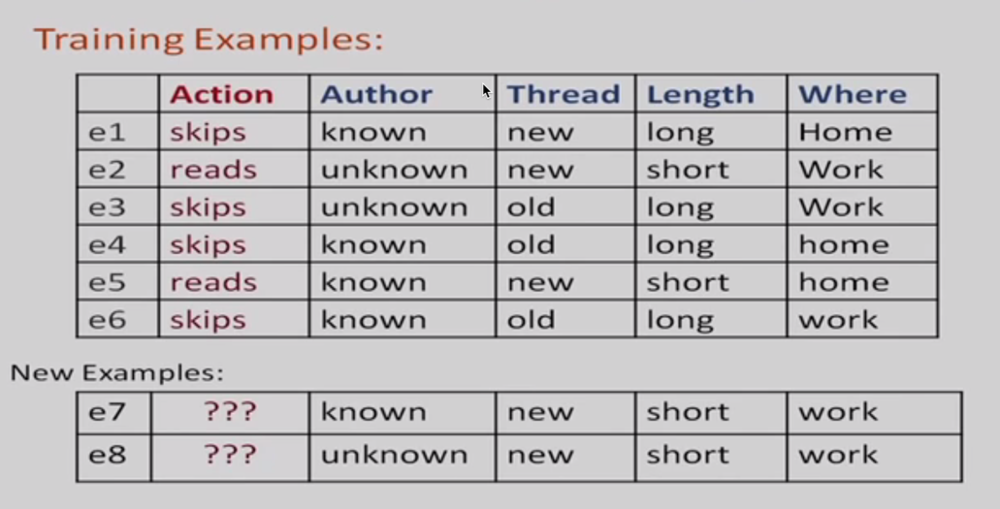 Training Examples:
Action Author Thread Length Where
e1 skips known new long Home
e2 reads unknown new short Work
e3 skips unknown old long Work
e4 skips known old long home
e5 reads known new short home
e6 skips known old long work
New Examples:
e7 ??? known new short work
e8 ??? unknown new short work